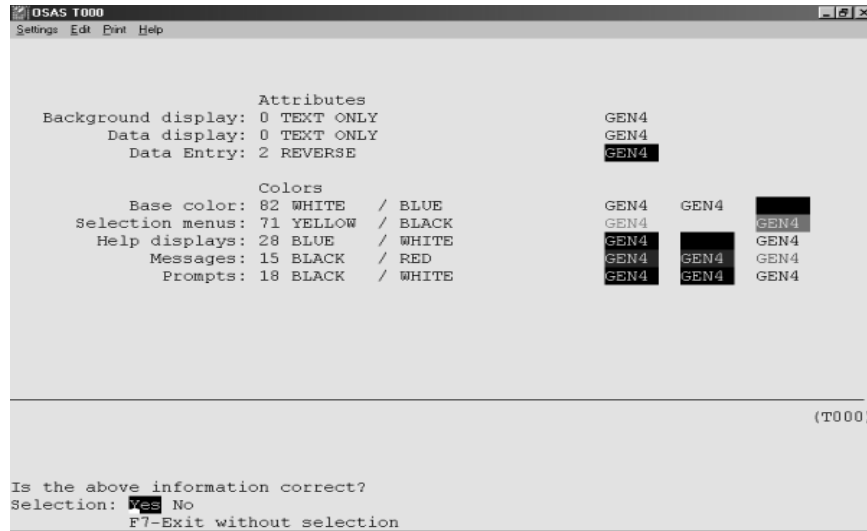 OSAS T000
Settings Edit Print Help
Attributes
Background display: 0 TEXT ONLY GEN4
Data display: 0 TEXT ONLY GEN4
Data Entry: 2 REVERSE GEN4
Colors
Base color: 82 WHITE / BLUE GEN4 GEN4
Selection menus: 71 YELLOW / BLACK GEN4 GEN4
Help displays: 28 BLUE / WHITE GEN4 GEN4
Messages: 15 BLACK / RED GEN4 GEN4 GEN4
Prompts: 18 BLACK / WHITE GEN4 GEN4 GEN4
(T000)
Is the above information correct?
Selection: Yes No
F7-Exit without selection